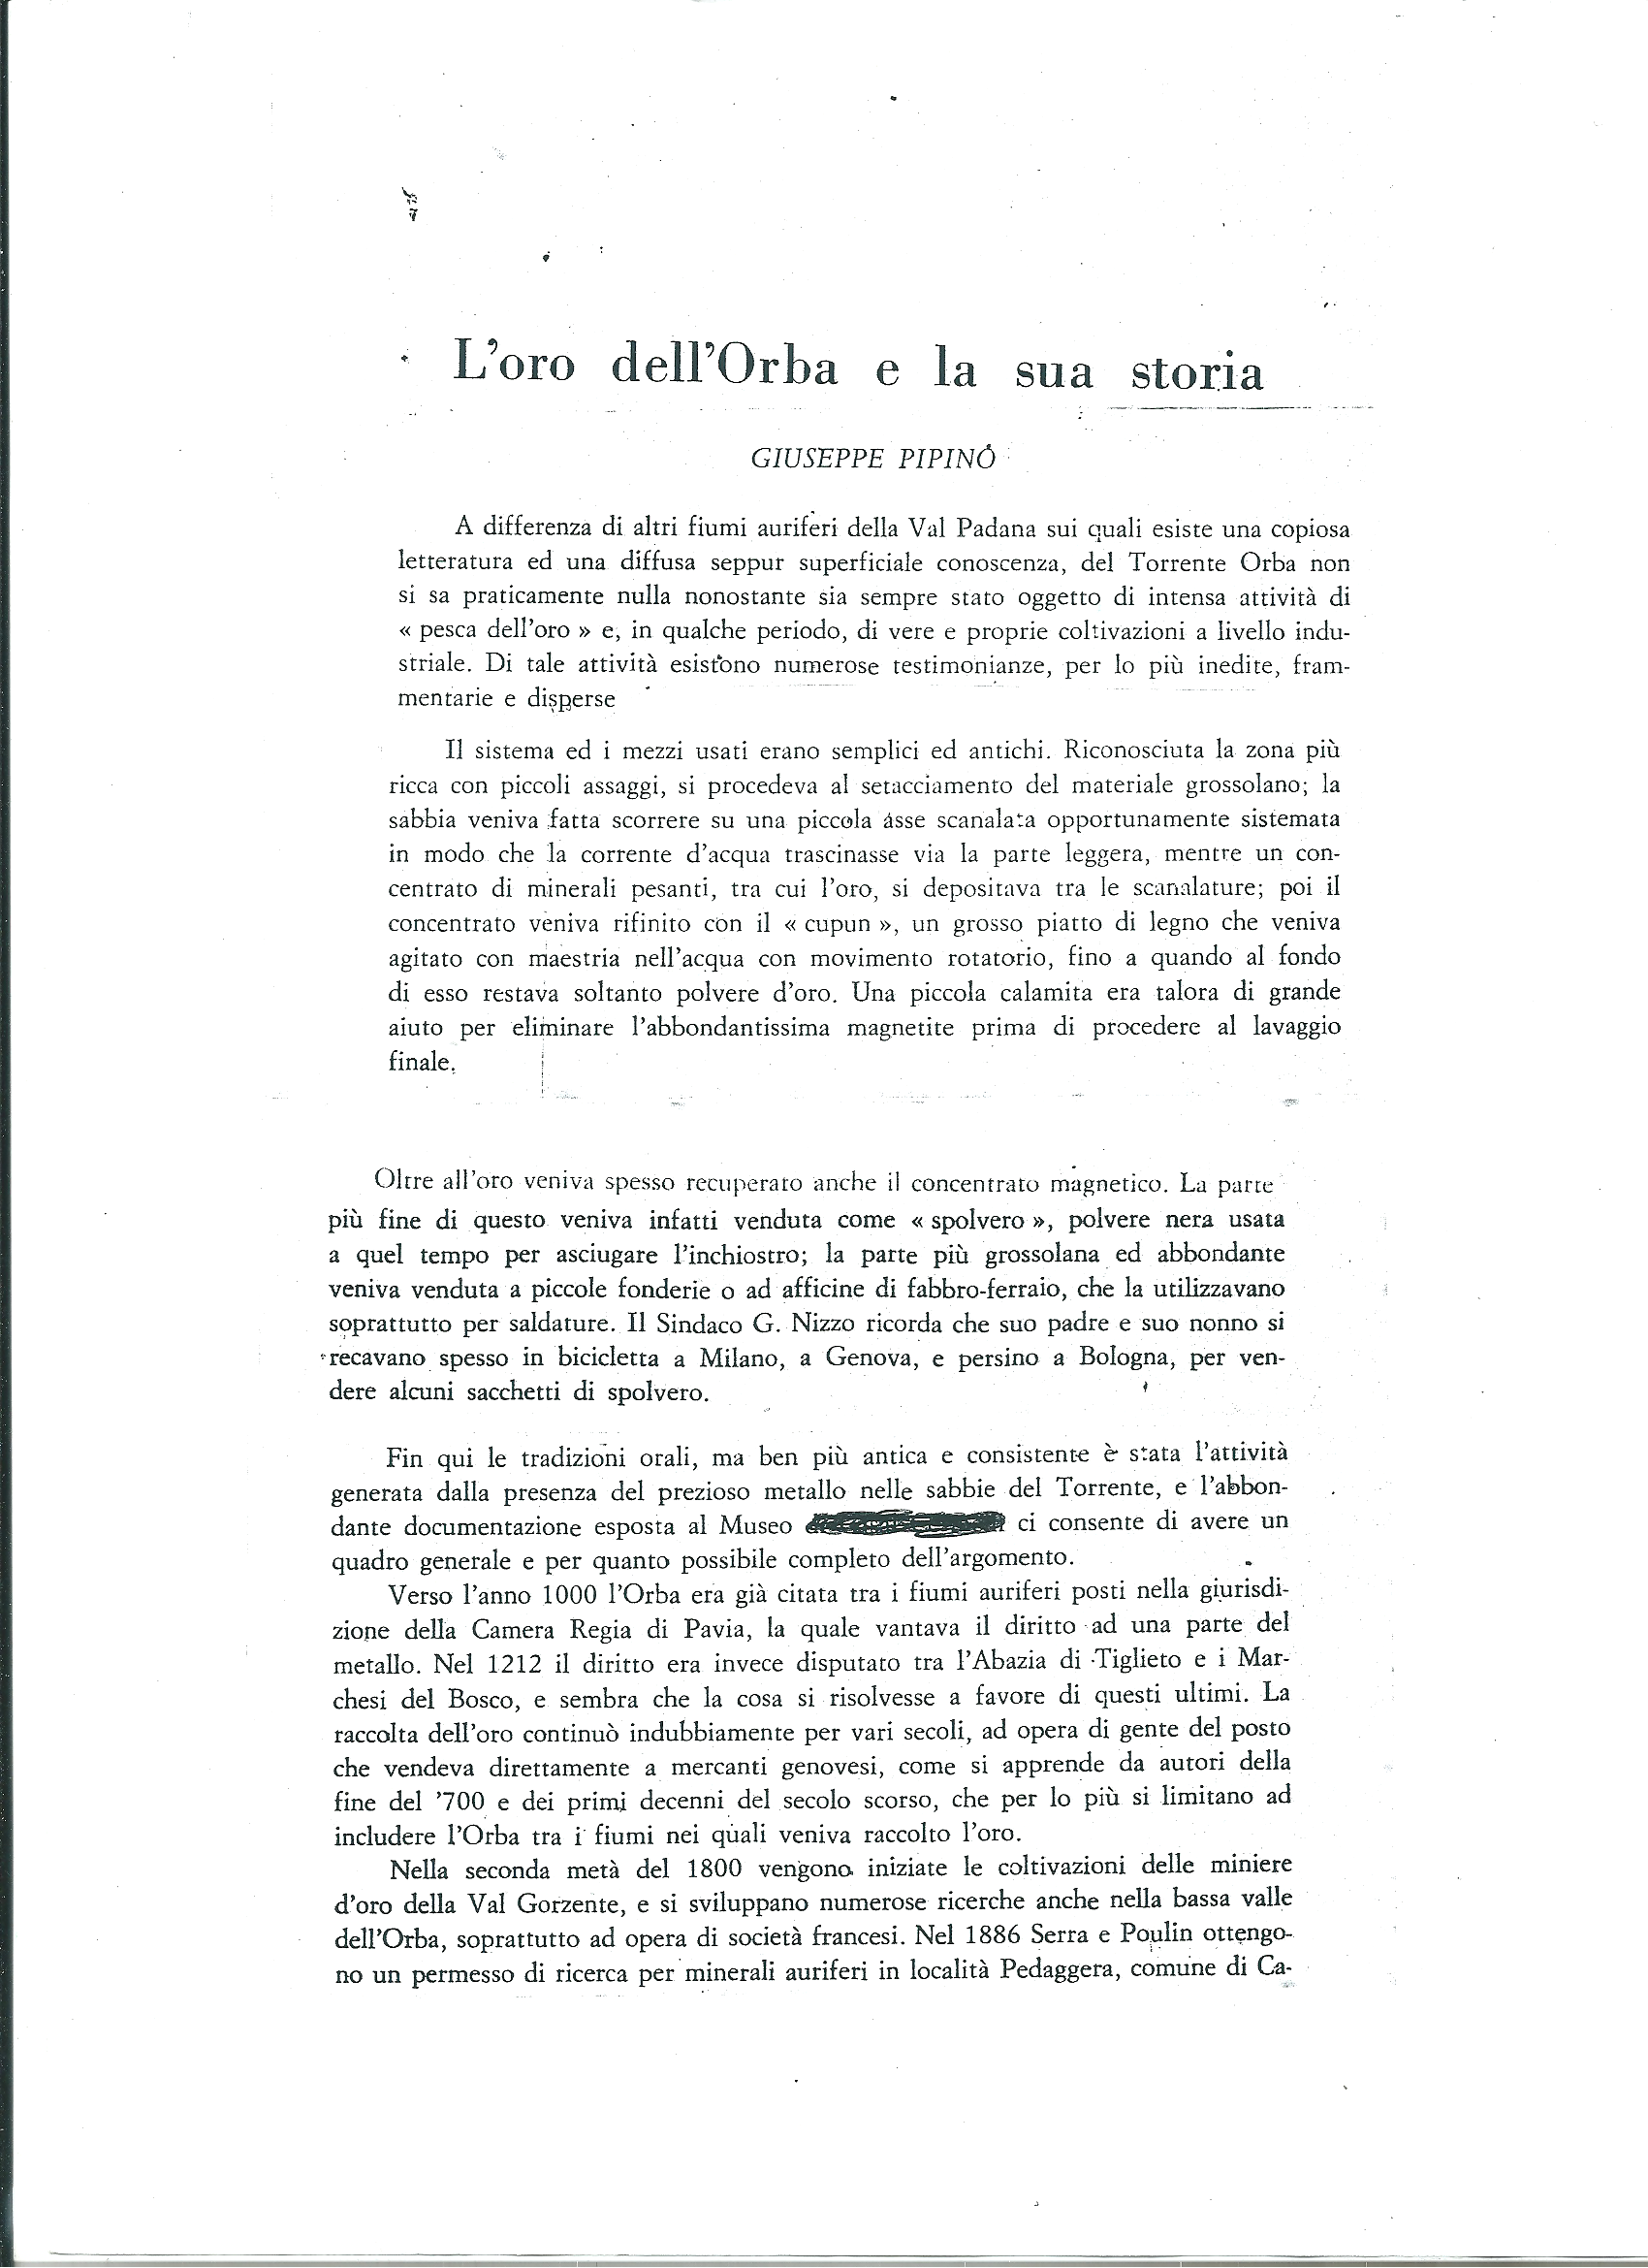 L'oro dell'Orba e la sua storia
GIUSEPPE PIPINO
A differenza di altri fiumi auriferi della Val Padana sui quali esiste una copiosa
letteratura ed una diffusa seppur superficiale conoscenza, del Torrente Orba non
si sa praticamente nulla nonostante sia sempre stato oggetto di intensa attività di
« pesca dell'oro » e, in qualche periodo, di vere e proprie coltivazioni a livello indu-
striale. Di tale attività esistono numerose testimonianze, per lo più inedite, fram-
mentarie e disperse
Il sistema ed i mezzi usati erano semplici ed antichi. Riconosciuta la zona più
ricca con piccoli assaggi, si procedeva al setacciamento del materiale grossolano; la
sabbia veniva fatta scorrere su una piccola asse scanalata opportunamente sistemata
in modo che la corrente d'acqua trascinasse via la parte leggera, mentre un con-
centrato di minerali pesanti, tra cui l'oro, si depositava tra le scanalature; poi il
concentrato veniva rifinito con il « cupun », un grosso piatto di legno che veniva
agitato con maestria nell'acqua con movimento rotatorio, fino a quando al fondo
di esso restava soltanto polvere d'oro. Una piccola calamita era talora di grande
aiuto per eliminare l'abbondantissima magnetite prima di procedere al lavaggio
finale.
Oltre all'oro veniva spesso recuperato anche il concentrato magnetico. La parte
più fine di questo veniva infatti venduta come « spolvero », polvere nera usata
a quel tempo per asciugare l'inchiostro; la parte più grossolana ed abbondante
veniva venduta a piccole fonderie o ad afficine di fabbro-ferraio, che la utilizzavano
soprattutto per saldature. Il Sindaco G. Nizzo ricorda che suo padre e suo nonno si
recavano spesso in bicicletta a Milano, a Genova, e persino a Bologna, per ven-
dere alcuni sacchetti di spolvero.
Fin qui le tradizioni orali, ma ben più antica e consistente è stata l'attività
generata dalla presenza del prezioso metallo nelle sabbie del Torrente, e l'abbon-
dante documentazione esposta al Museo ci consente di avere un
quadro generale e per quanto possibile completo dell'argomento.
Verso l'anno 1000 l'Orba era già citata tra i fiumi auriferi posti nella giurisdi-
zione della Camera Regia di Pavia, la quale vantava il diritto ad una parte del
metallo. Nel 1212 il diritto era invece disputato tra l'Abazia di Tiglieto e i Mar-
chesi del Bosco, e sembra che la cosa si risolvesse a favore di questi ultimi. La
raccolta dell'oro continuò indubbiamente per vari secoli, ad opera di gente del posto
che vendeva direttamente a mercanti genovesi, come si apprende da autori della
fine del '700 e dei primi decenni del secolo scorso, che per lo più si limitano ad
includere l'Orba tra i fiumi nei quali veniva raccolto l'oro.
Nella seconda metà del 1800 vengono iniziate le coltivazioni delle miniere
d'oro della Val Gorzente, e si sviluppano numerose ricerche anche nella bassa valle
dell'Orba, soprattutto ad opera di società francesi. Nel 1886 Serra e Poulin ottengo-
no un permesso di ricerca per minerali auriferi in località Pedaggera, comune di Ca-